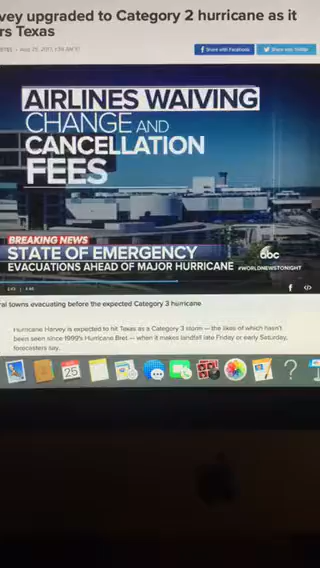 vey upgraded to Category 2 hurricane as it
rs Texas
Share with Facebook
Share with Twitter
AIRLINES WAIVING
CHANGE AND
CANCELLATION
FEES
BREAKING NEWS
STATE OF EMERGENCY
abc
EVACUATIONS AHEAD OF MAJOR HURRICANE
#WORLDNEWSTONIGHT
ral towns evacuating before the expected Category 3 hurricane
Hurricane Harvey is expected to hit Texas as a Category 3 storm — the likes of which hasn't
been seen since 1999's Hurricane Bret — when it makes landfall late Friday or early Saturday,
forecasters say.
25